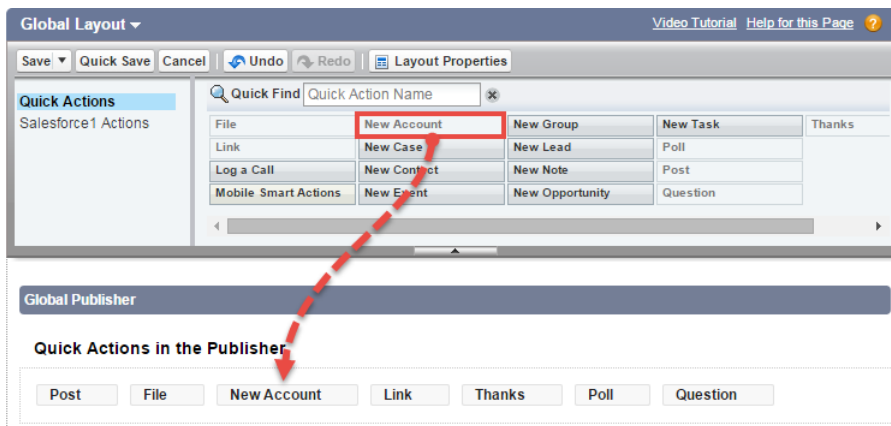 Global Layout Video Tutorial Help for this Page ?
Save Quick Save Cancel Undo Redo Layout Properties
Quick Actions
Salesforce1 Actions
Quick Find Quick Action Name
File New Account New Group New Task Thanks
Link New Case New Lead Poll
Log a Call New Contact New Note Post
Mobile Smart Actions New Event New Opportunity Question
Global Publisher
Quick Actions in the Publisher
Post File New Account Link Thanks Poll Question